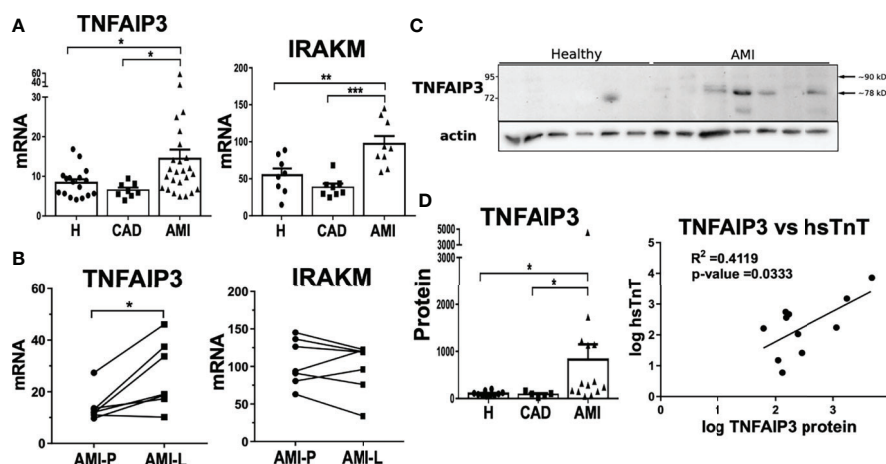 A
TNFAIP3
*
*
mRNA
60
50
40
30
20
10
0
H CAD AMI
IRAKM
**
***
mRNA
200
150
100
50
0
H CAD AMI
B
TNFAIP3
*
mRNA
60
40
20
0
AMI-P AMI-L
IRAKM
mRNA
200
150
100
50
0
AMI-P AMI-L
C
Healthy AMI
TNFAIP3
95
72
~90 kD
~78 kD
actin
D
TNFAIP3
*
*
Protein
5000
3000
2000
1000
0
H CAD AMI
TNFAIP3 vs hsTnT
R² =0.4119
p-value =0.0333
log hsTnT
5
4
3
2
1
0
0 1 2 3
log TNFAIP3 protein